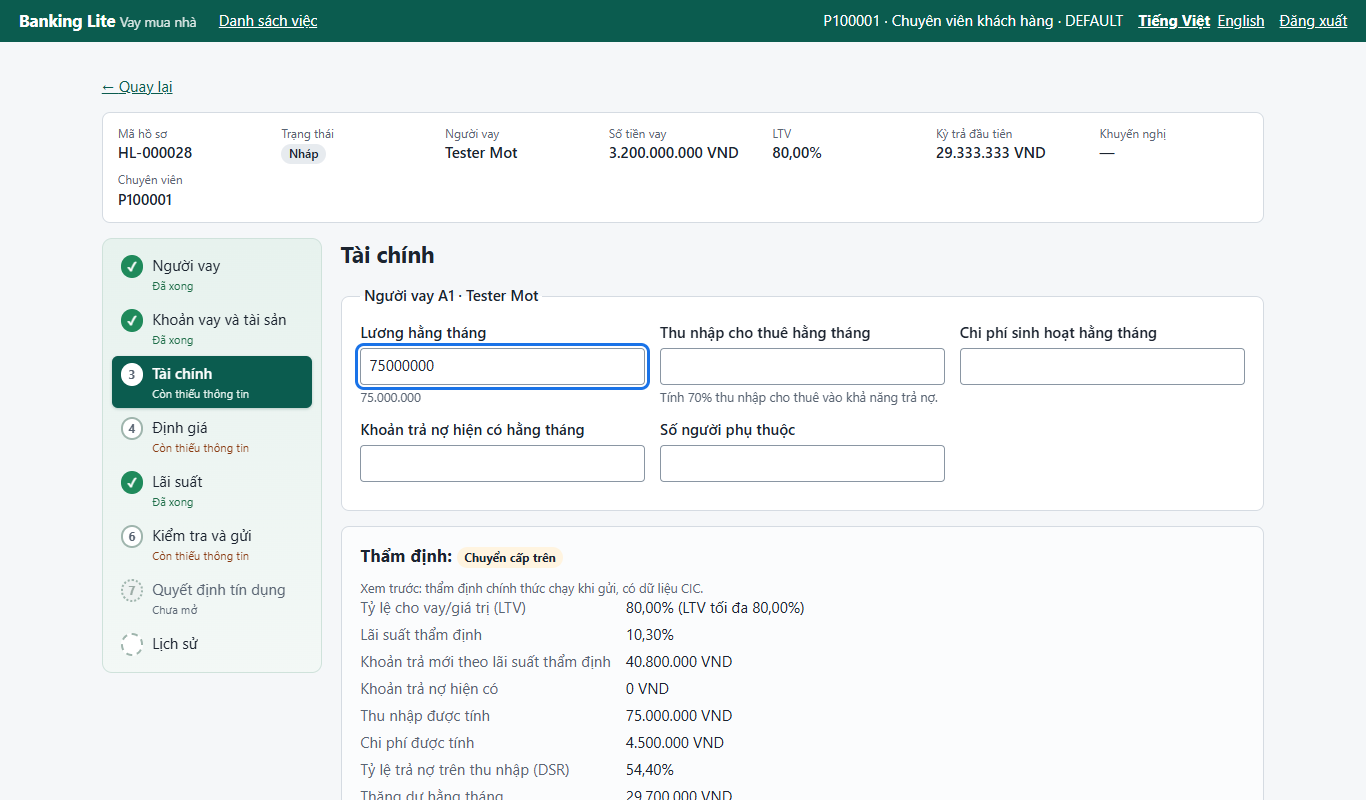 Banking Lite Vay mua nhà Danh sách việc P100001 · Chuyên viên khách hàng · DEFAULT Tiếng Việt English Đăng xuất
← Quay lại
Mã hồ sơ Trạng thái Người vay Số tiền vay LTV Kỳ trả đầu tiên Khuyến nghị
HL-000028 Nháp Tester Mot 3.200.000.000 VND 80,00% 29.333.333 VND —
Chuyên viên
P100001
Người vay
Đã xong
Khoản vay và tài sản
Đã xong
3 Tài chính
Còn thiếu thông tin
4 Định giá
Còn thiếu thông tin
Lãi suất
Đã xong
6 Kiểm tra và gửi
Còn thiếu thông tin
7 Quyết định tín dụng
Chưa mở
Lịch sử
Tài chính
Người vay A1 · Tester Mot
Lương hằng tháng Thu nhập cho thuê hằng tháng Chi phí sinh hoạt hằng tháng
75000000
75.000.000 Tính 70% thu nhập cho thuê vào khả năng trả nợ.
Khoản trả nợ hiện có hằng tháng Số người phụ thuộc
Thẩm định: Chuyển cấp trên
Xem trước: thẩm định chính thức chạy khi gửi, có dữ liệu CIC.
Tỷ lệ cho vay/giá trị (LTV) 80,00% (LTV tối đa 80,00%)
Lãi suất thẩm định 10,30%
Khoản trả mới theo lãi suất thẩm định 40.800.000 VND
Khoản trả nợ hiện có 0 VND
Thu nhập được tính 75.000.000 VND
Chi phí được tính 4.500.000 VND
Tỷ lệ trả nợ trên thu nhập (DSR) 54,40%
Thặng dư hằng tháng 29.700.000 VND